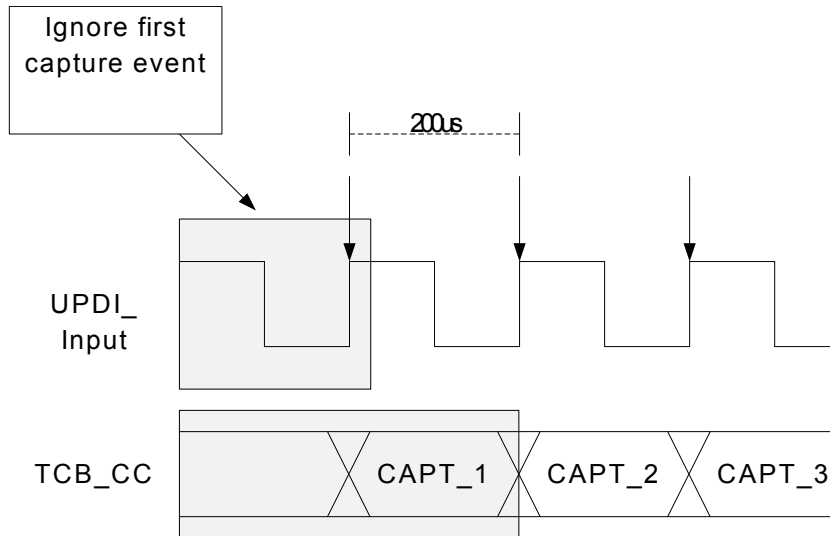 Ignore first
capture event
200us
UPDI_
Input
TCB_CC
CAPT_1
CAPT_2
CAPT_3